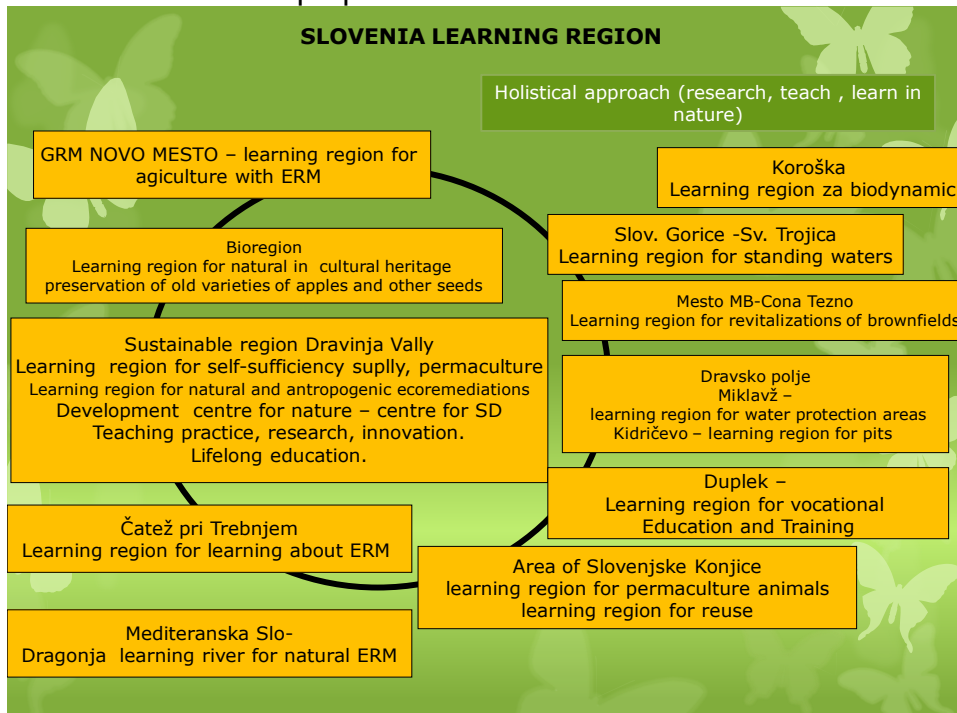 SLOVENIA LEARNING REGION
Holistical approach (research, teach , learn in
nature)
GRM NOVO MESTO – learning region for
agiculture with ERM
Koroška
Learning region za biodynamic
Slov. Gorice -Sv. Trojica
Learning region for standing waters
Bioregion
Learning region for natural in cultural heritage
preservation of old varieties of apples and other seeds
Mesto MB-Cona Tezno
Learning region for revitalizations of brownfields
Sustainable region Dravinja Vally
Learning region for self-sufficiency suplly, permaculture
Learning region for natural and antropogenic ecoremediations
Development centre for nature – centre for SD
Teaching practice, research, innovation.
Lifelong education.
Dravsko polje
Miklavž –
learning region for water protection areas
Kidričevo – learning region for pits
Duplek –
Learning region for vocational
Education and Training
Čatež pri Trebnjem
Learning region for learning about ERM
Area of Slovenjske Konjice
learning region for permaculture animals
learning region for reuse
Mediteranska Slo-
Dragonja learning river for natural ERM